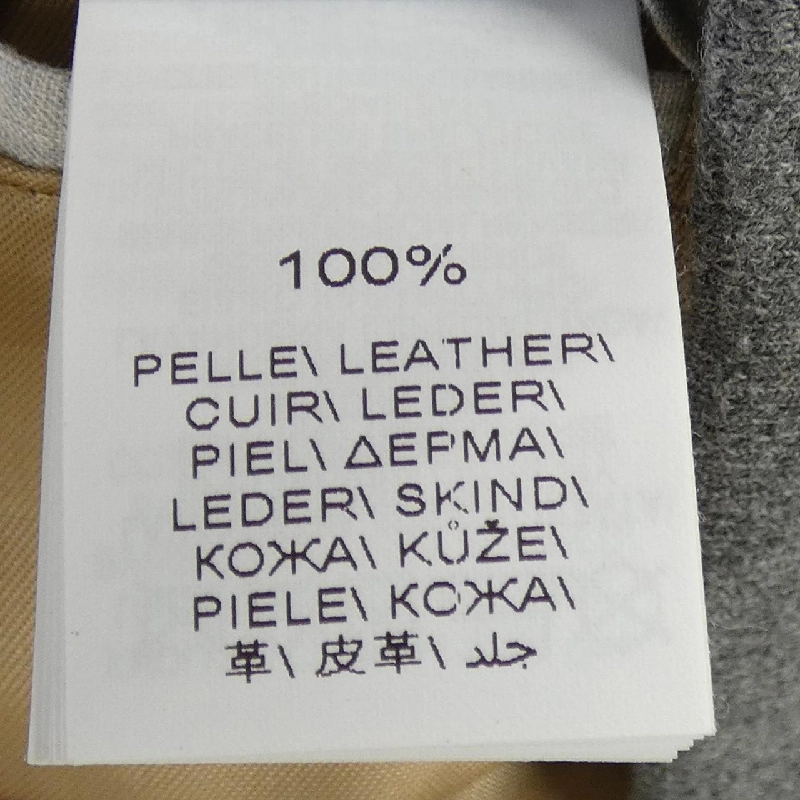 100%
PELLE\ LEATHER\
CUIR\ LEDER\
PIEL\ ΔΕΡΜΑ\
LEDER\ SKIND\
КОЖА\ KŮŽE\
PIELE\ КОЖА\
革\ 皮革\ جلد